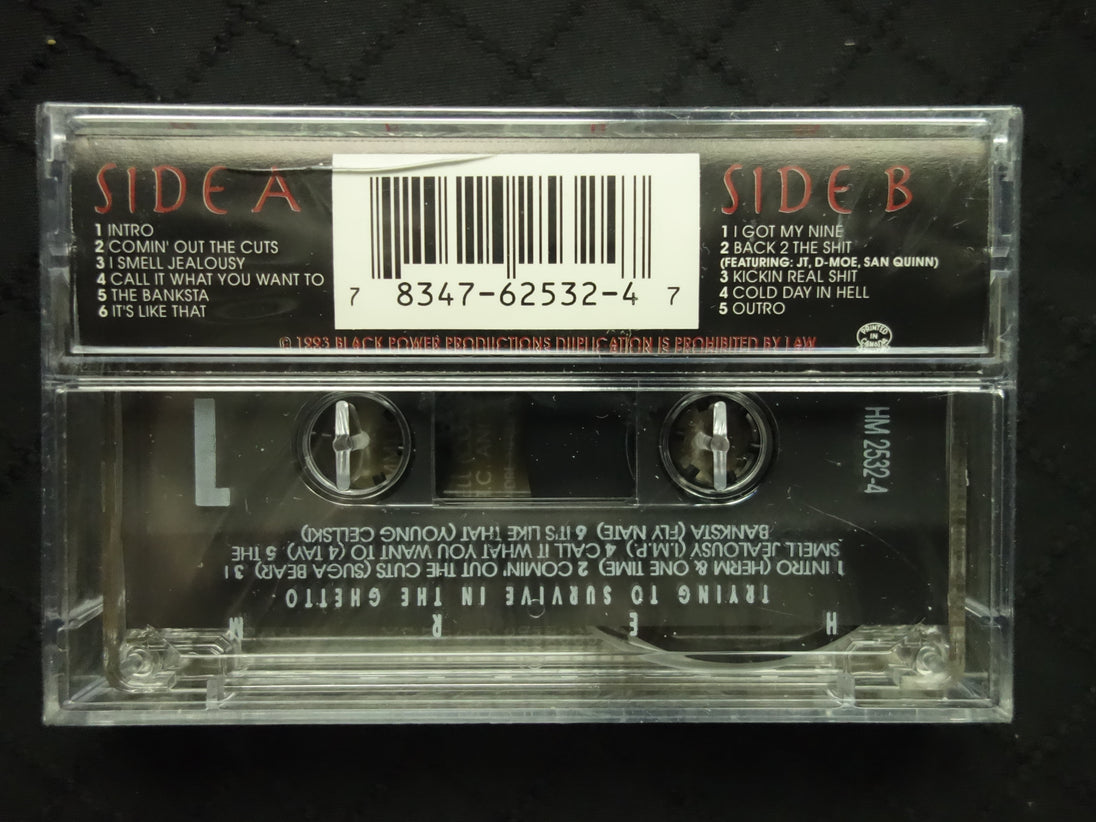 SIDE A
1 INTRO
2 COMIN' OUT THE CUTS
3 I SMELL JEALOUSY
4 CALL IT WHAT YOU WANT TO
5 THE BANKSTA
6 IT'S LIKE THAT
7 8347-62532-4 7
SIDE B
1 I GOT MY NINE
2 BACK 2 THE SHIT
(FEATURING: JT, D-MOE, SAN QUINN)
3 KICKIN REAL SHIT
4 COLD DAY IN HELL
5 OUTRO
© 1993 BLACK POWER PRODUCTIONS DUPLICATION IS PROHIBITED BY LAW
PRINTED
IN
CANADA
1
HM 2532-4
HERM
TRYING TO SURVIVE IN THE GHETTO
1 INTRO (HERM & ONE TIME) 2 COMIN' OUT THE CUTS (SUGA BEAR) 3 I
SMELL JEALOUSY (I.M.P.) 4 CALL IT WHAT YOU WANT TO (4 TAY) 5 THE
BANKSTA (FLY NATE) 6 IT'S LIKE THAT (YOUNG CELLSKI)